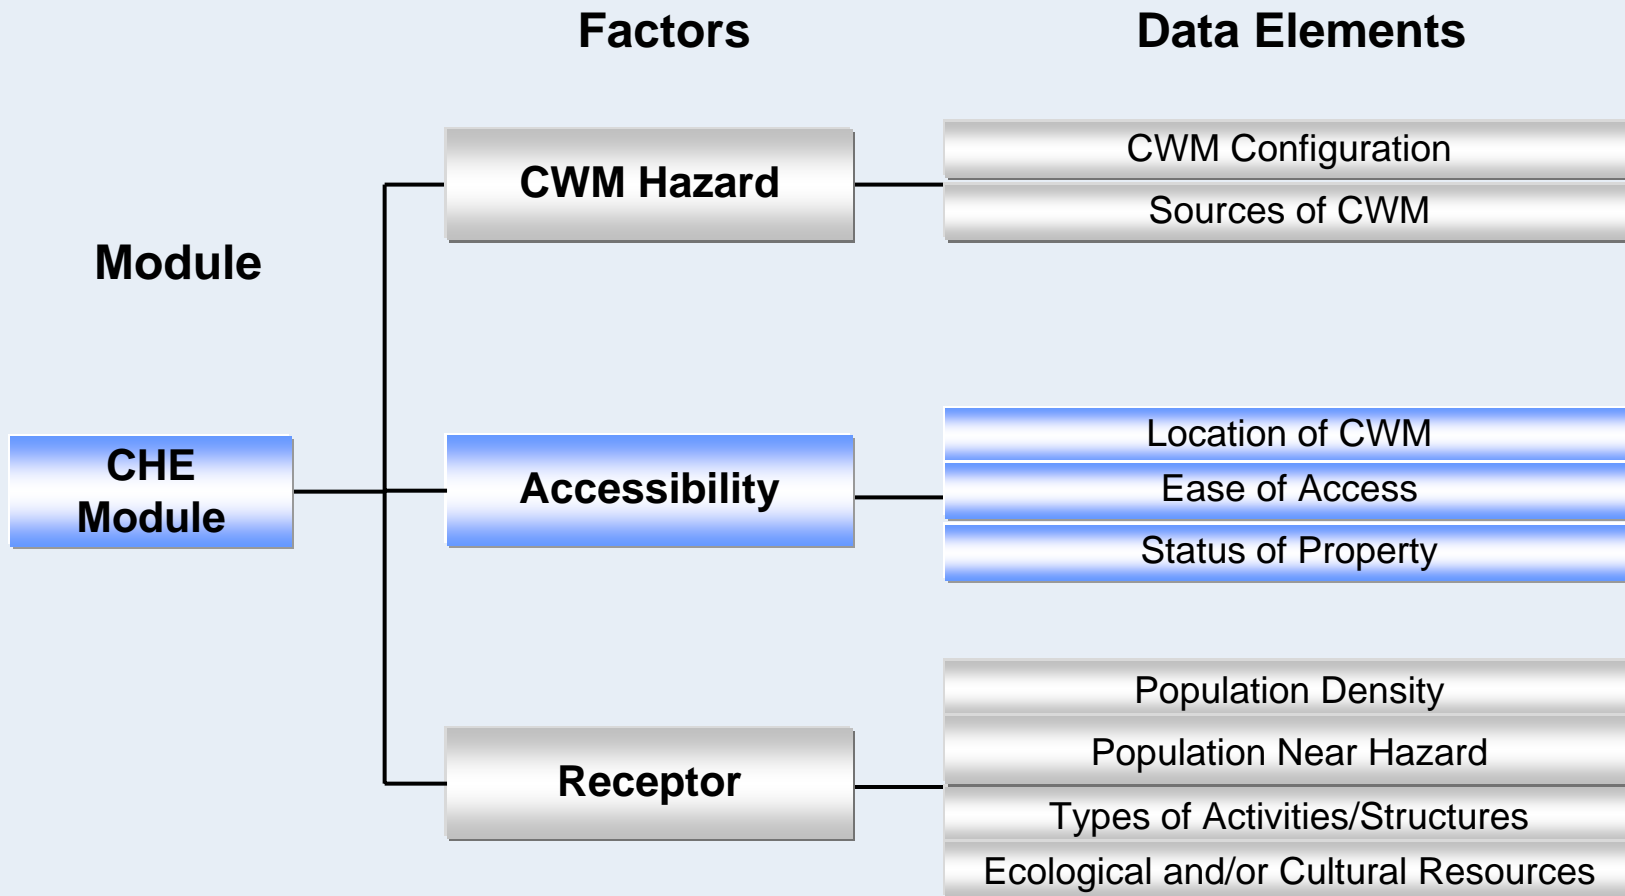 Factors
Data Elements
Module
CWM Hazard
CWM Configuration
Sources of CWM
CHE
Module
Accessibility
Location of CWM
Ease of Access
Status of Property
Receptor
Population Density
Population Near Hazard
Types of Activities/Structures
Ecological and/or Cultural Resources